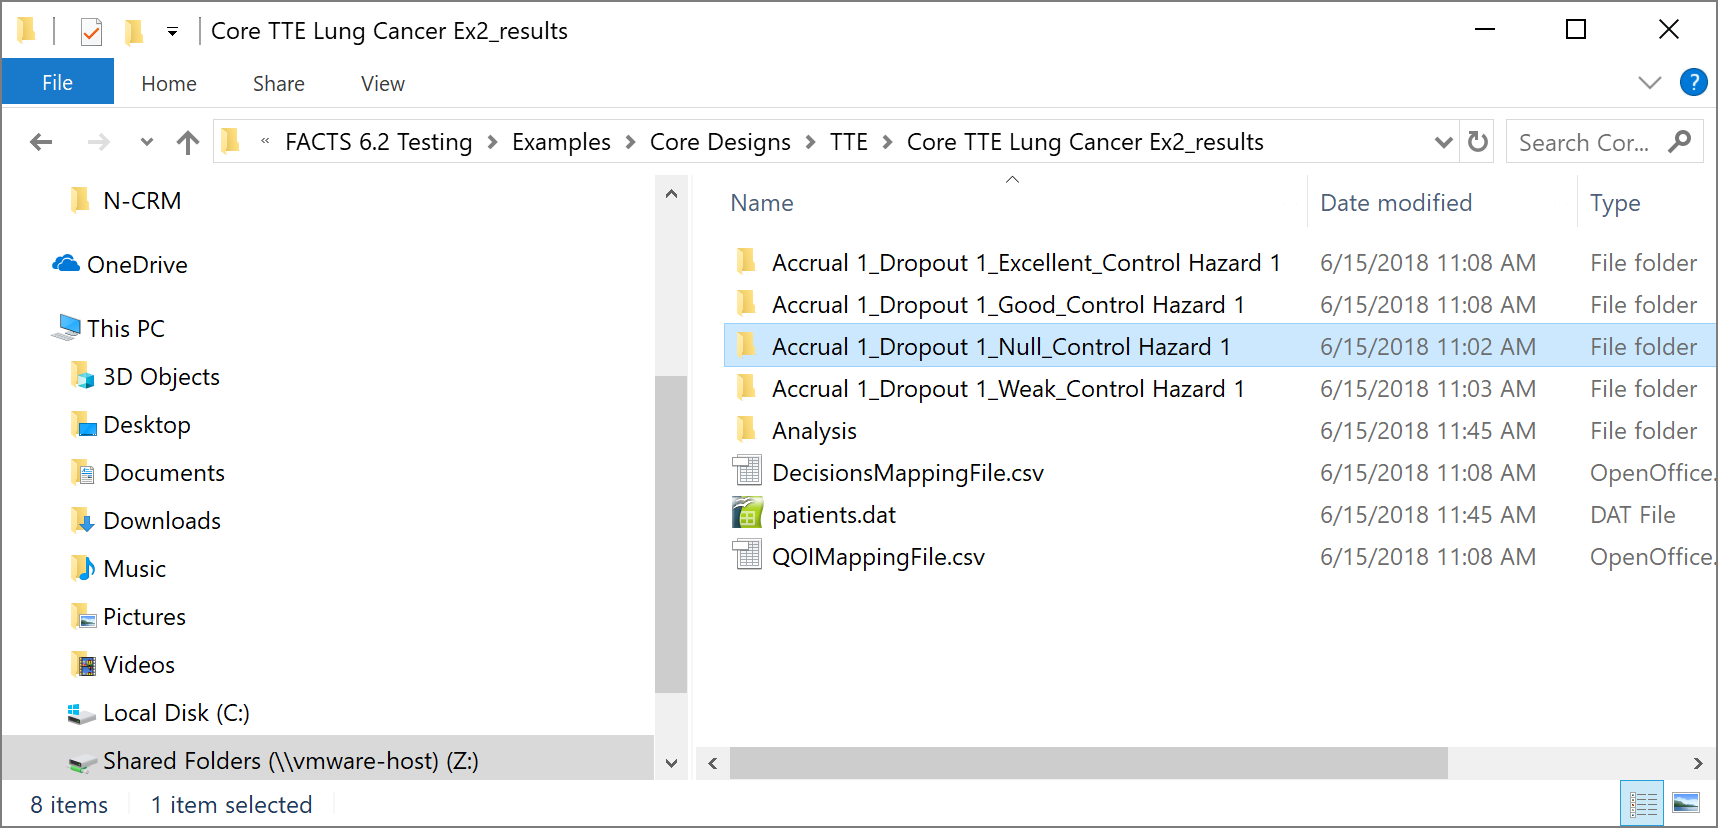 Core TTE Lung Cancer Ex2_results
File Home Share View ?
« FACTS 6.2 Testing > Examples > Core Designs > TTE > Core TTE Lung Cancer Ex2_results Search Cor...
N-CRM
OneDrive
This PC
3D Objects
Desktop
Documents
Downloads
Music
Pictures
Videos
Local Disk (C:)
Shared Folders (\\vmware-host) (Z:)
Name Date modified Type
Accrual 1_Dropout 1_Excellent_Control Hazard 1 6/15/2018 11:08 AM File folder
Accrual 1_Dropout 1_Good_Control Hazard 1 6/15/2018 11:08 AM File folder
Accrual 1_Dropout 1_Null_Control Hazard 1 6/15/2018 11:02 AM File folder
Accrual 1_Dropout 1_Weak_Control Hazard 1 6/15/2018 11:03 AM File folder
Analysis 6/15/2018 11:45 AM File folder
DecisionsMappingFile.csv 6/15/2018 11:08 AM OpenOffice.
patients.dat 6/15/2018 11:45 AM DAT File
QOIMappingFile.csv 6/15/2018 11:08 AM OpenOffice.
8 items 1 item selected